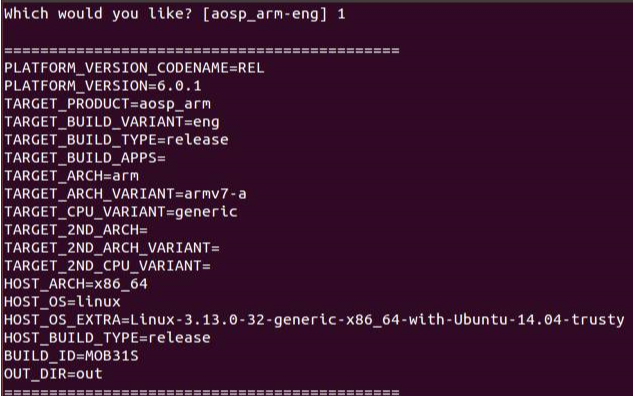 Which would you like? [aosp_arm-eng] 1
============================================
PLATFORM_VERSION_CODENAME=REL
PLATFORM_VERSION=6.0.1
TARGET_PRODUCT=aosp_arm
TARGET_BUILD_VARIANT=eng
TARGET_BUILD_TYPE=release
TARGET_BUILD_APPS=
TARGET_ARCH=arm
TARGET_ARCH_VARIANT=armv7-a
TARGET_CPU_VARIANT=generic
TARGET_2ND_ARCH=
TARGET_2ND_ARCH_VARIANT=
TARGET_2ND_CPU_VARIANT=
HOST_ARCH=x86_64
HOST_OS=linux
HOST_OS_EXTRA=Linux-3.13.0-32-generic-x86_64-with-Ubuntu-14.04-trusty
HOST_BUILD_TYPE=release
BUILD_ID=MOB31S
OUT_DIR=out
============================================